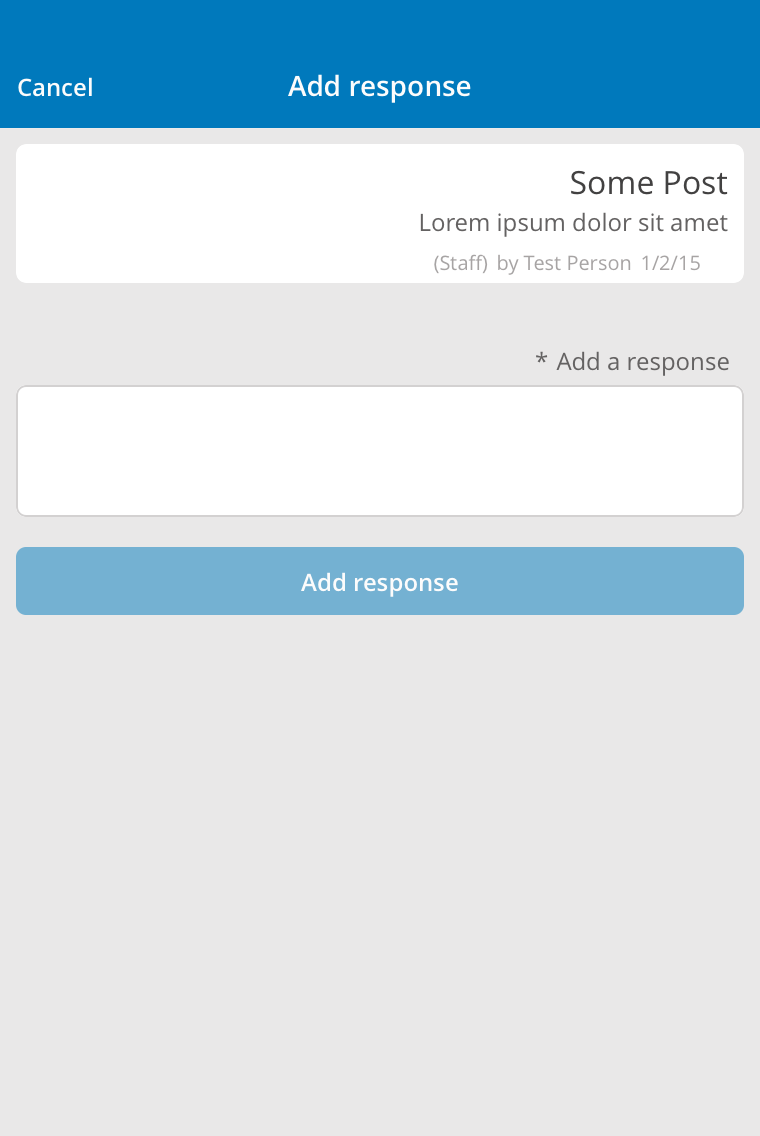 Cancel
Add response
Some Post
Lorem ipsum dolor sit amet
(Staff) by Test Person 1/2/15
* Add a response
Add response